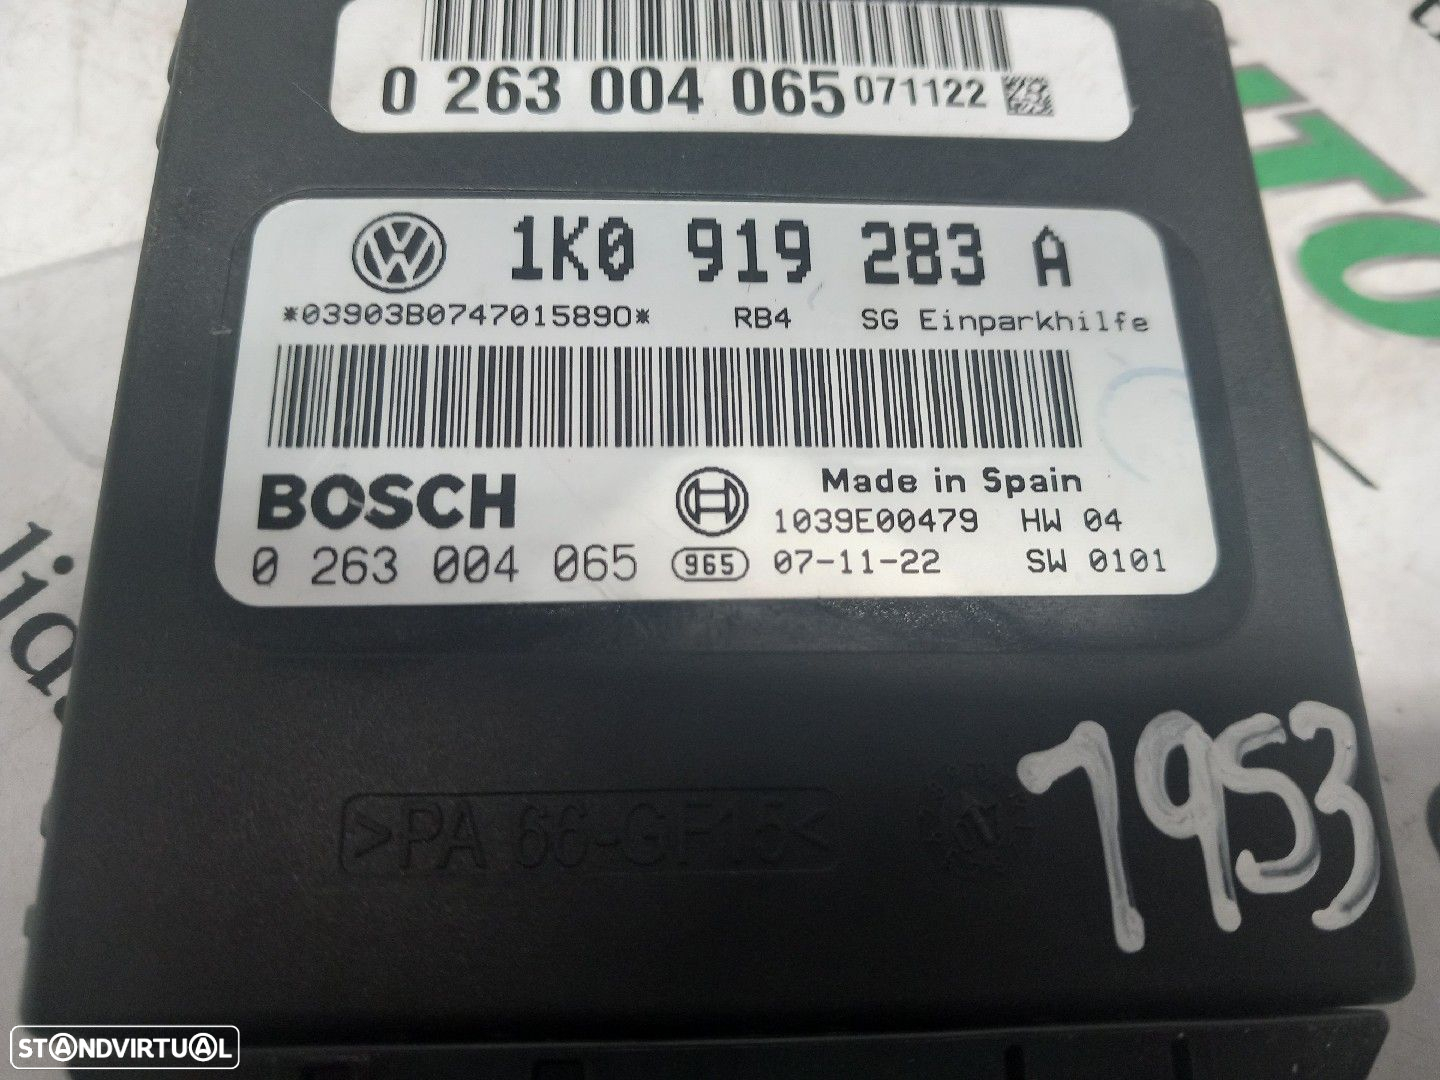 0 263 004 065 071122
1K0 919 283 A
*03903B0747015890* RB4 SG Einparkhilfe
BOSCH
Made in Spain
1039E00479 HW 04
0 263 004 065 965 07-11-22 SW 0101
>PA 66-GF15<
7953
STANDVIRTUAL